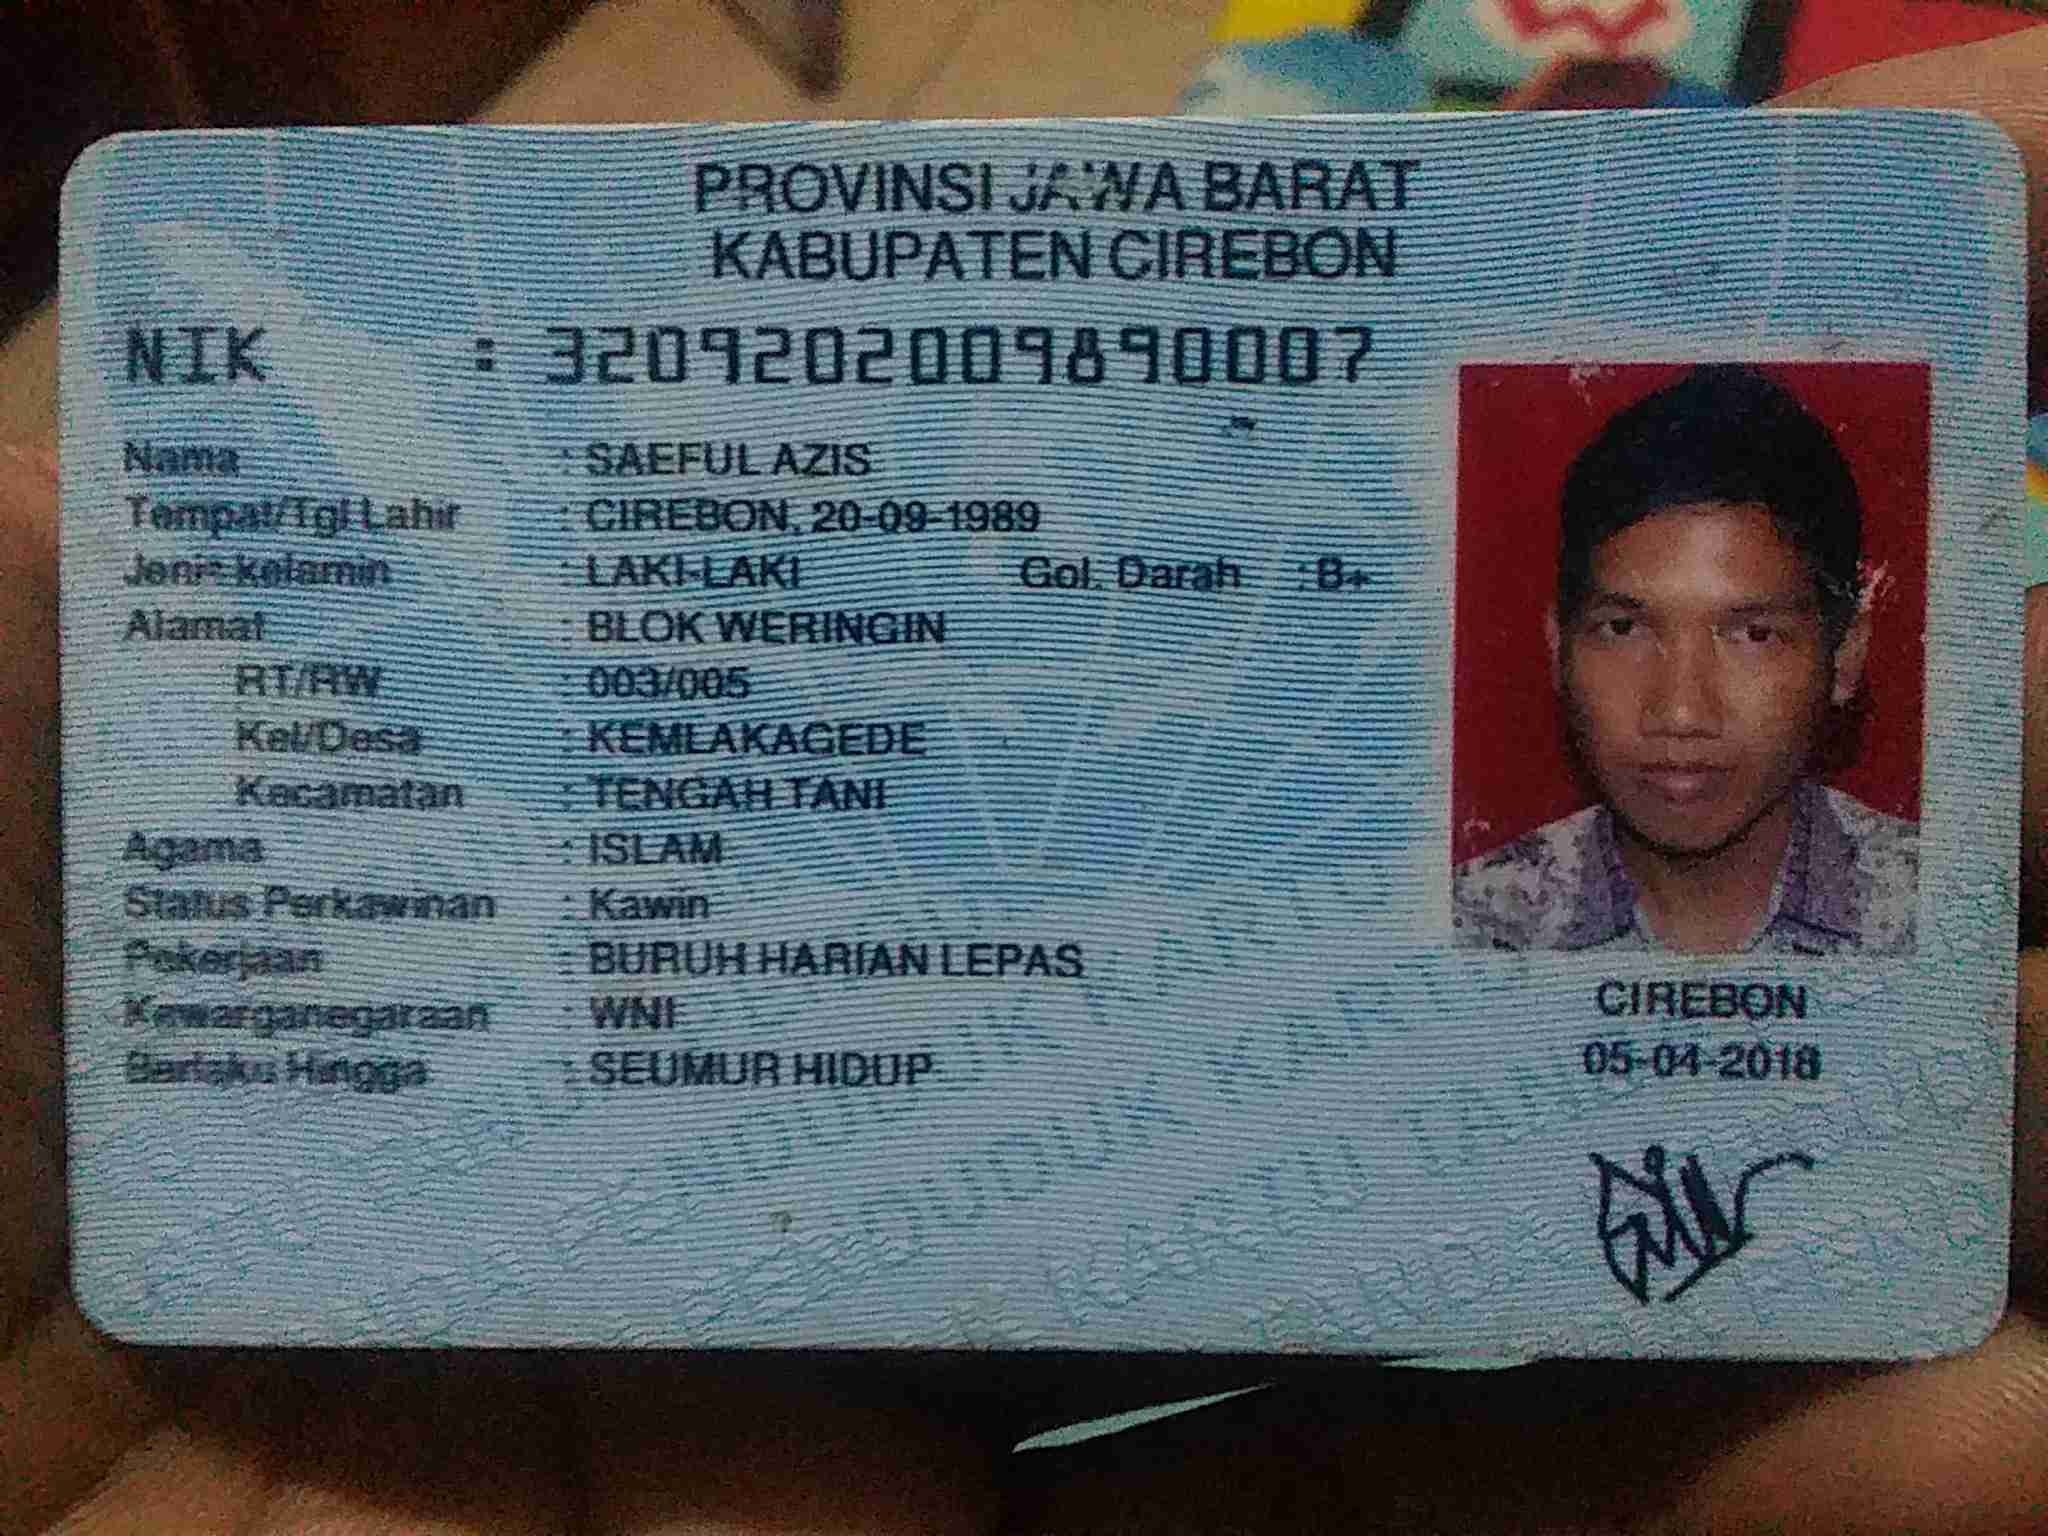 PROVINSI JAWA BARAT
KABUPATEN CIREBON
NIK : 3209202009890007
Nama : SAEFUL AZIS
Tempat/Tgl Lahir : CIREBON, 20-09-1989
Jenis kelamin : LAKI-LAKI Gol. Darah : B+
Alamat : BLOK WERINGIN
RT/RW : 003/005
Kel/Desa : KEMLAKAGEDE
Kecamatan : TENGAH TANI
Agama : ISLAM
Status Perkawinan : Kawin
Pekerjaan : BURUH HARIAN LEPAS
Kewarganegaraan : WNI
Berlaku Hingga : SEUMUR HIDUP
CIREBON
05-04-2018